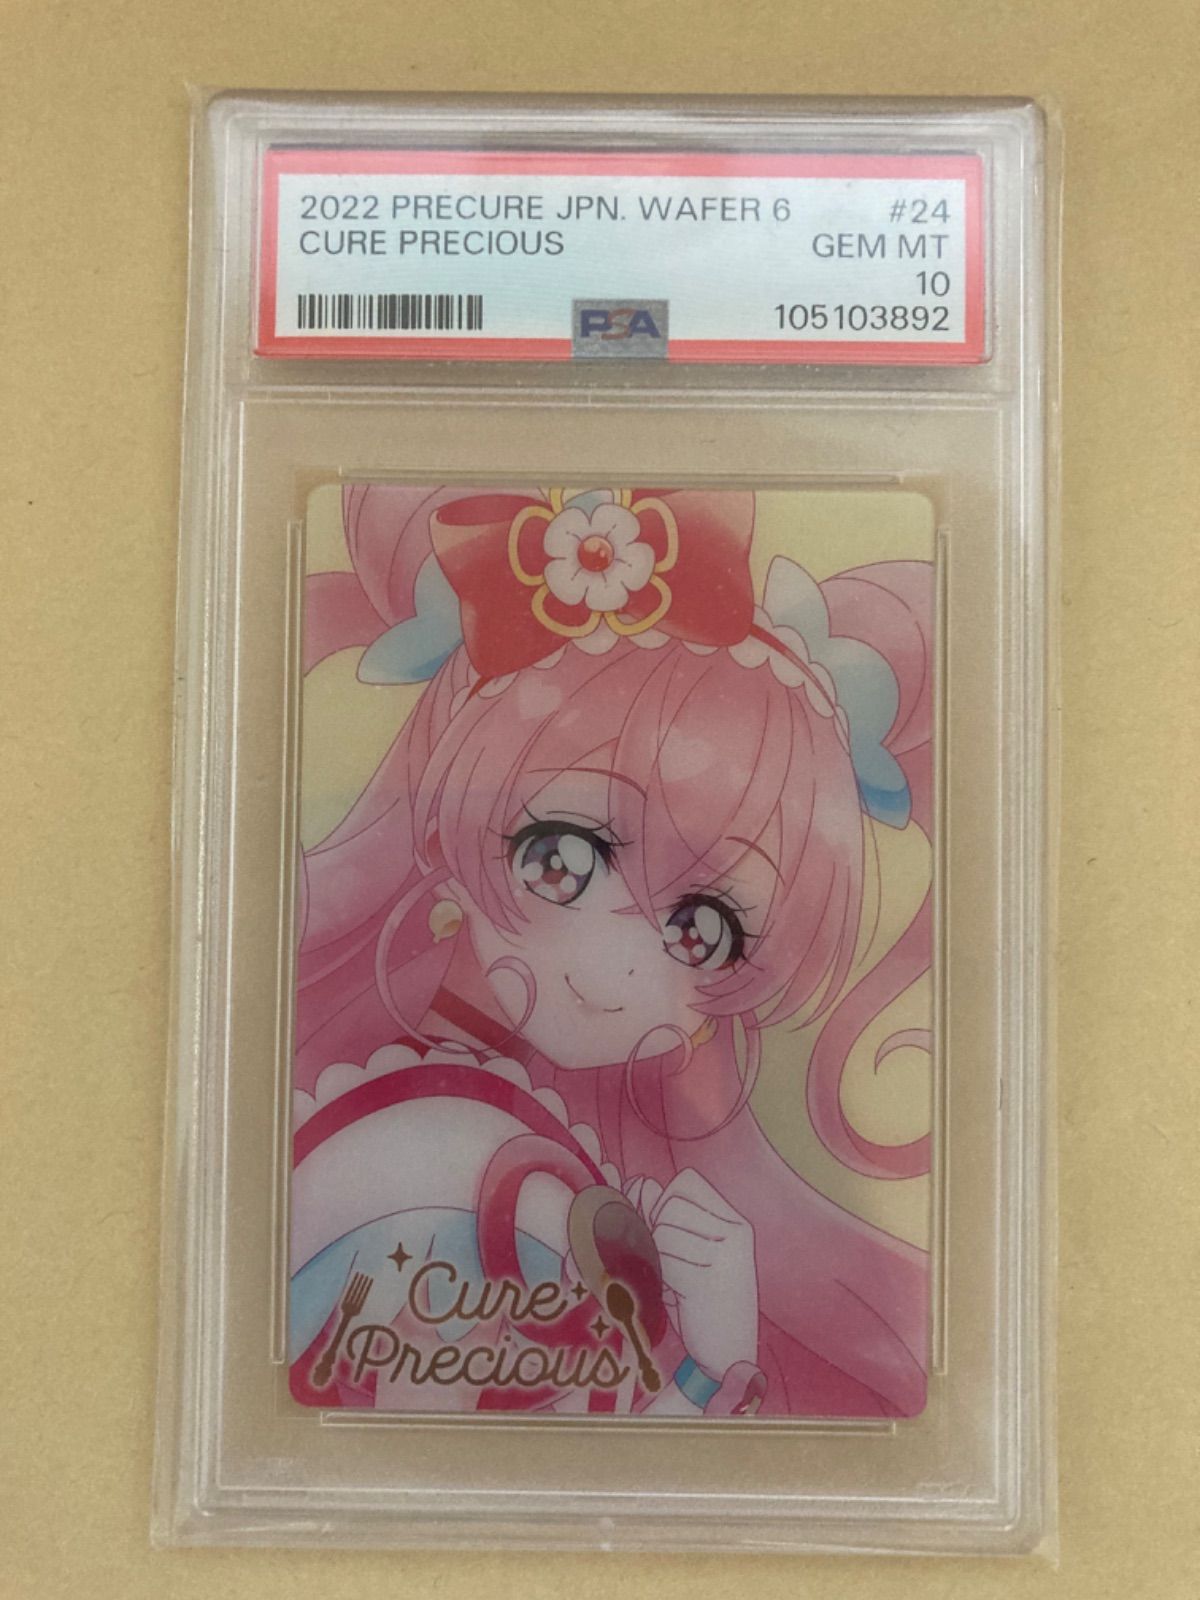 2022 PRECURE JPN. WAFER 6 #24
CURE PRECIOUS GEM MT
10
PSA 105103892
Cure
Precious